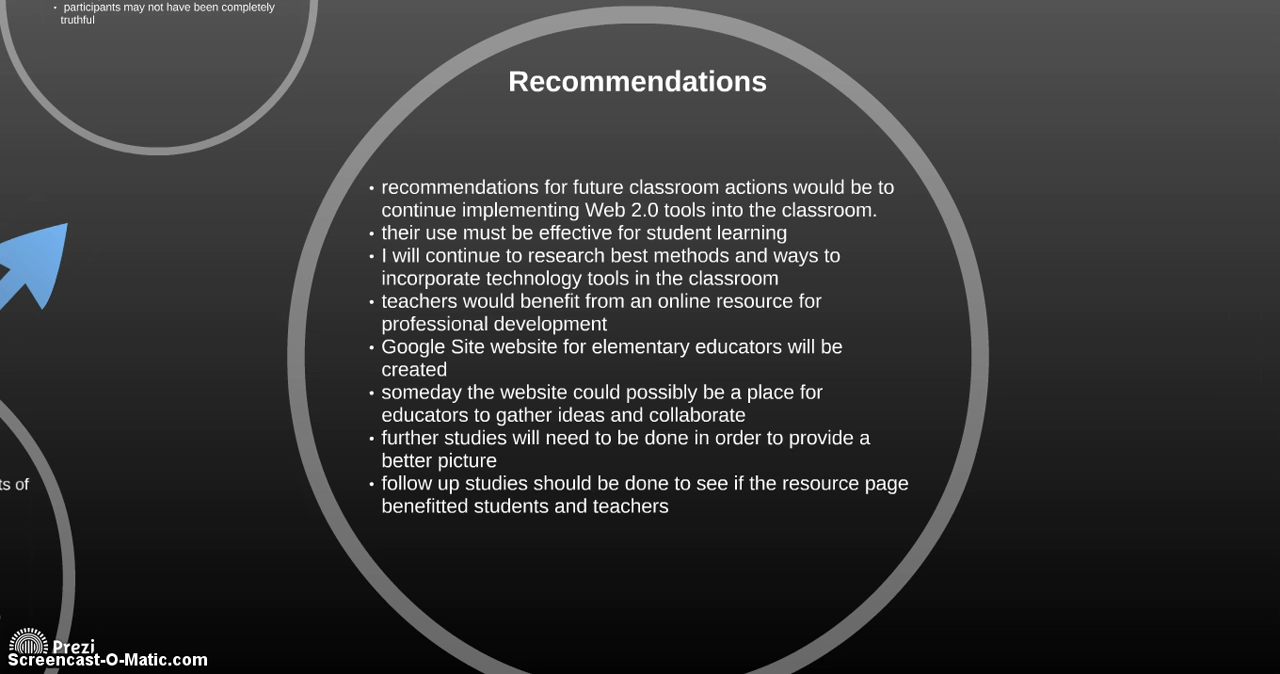 • participants may not have been completely
truthful
Recommendations
• recommendations for future classroom actions would be to
continue implementing Web 2.0 tools into the classroom.
• their use must be effective for student learning
• I will continue to research best methods and ways to
incorporate technology tools in the classroom
• teachers would benefit from an online resource for
professional development
• Google Site website for elementary educators will be
created
• someday the website could possibly be a place for
educators to gather ideas and collaborate
• further studies will need to be done in order to provide a
better picture
• follow up studies should be done to see if the resource page
benefitted students and teachers
ts of
Prezi
Screencast-O-Matic.com